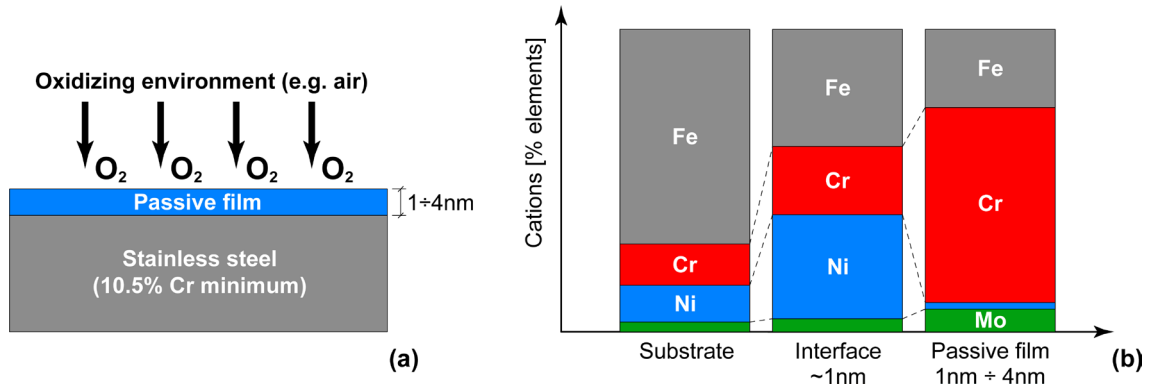 Oxidizing environment (e.g. air)
O₂ O₂ O₂ O₂
Passive film
1÷4nm
Stainless steel
(10.5% Cr minimum)
(a)
Cations [% elements]
Fe
Cr
Ni
Fe
Cr
Ni
Fe
Cr
Mo
Substrate
Interface
~1nm
Passive film
1nm ÷ 4nm
(b)